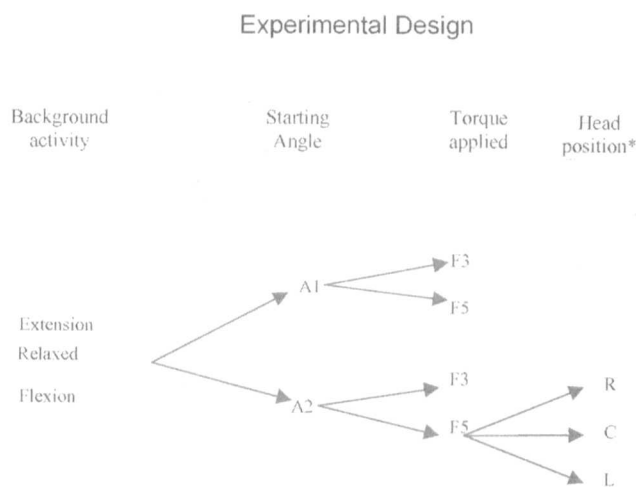 Experimental Design
Background
activity
Starting
Angle
Torque
applied
Head
position*
F3
A1
F5
Extension
Relaxed
F3
R
Flexion
A2
F5
C
L